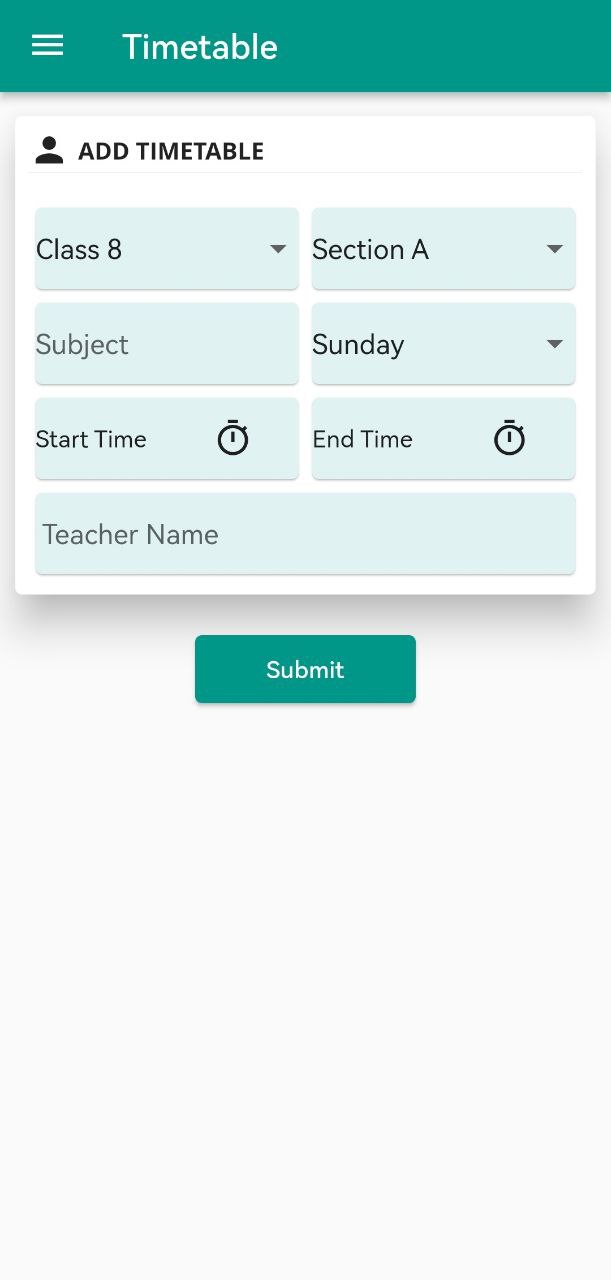 Timetable
ADD TIMETABLE
Class 8
Section A
Subject
Sunday
Start Time
End Time
Teacher Name
Submit